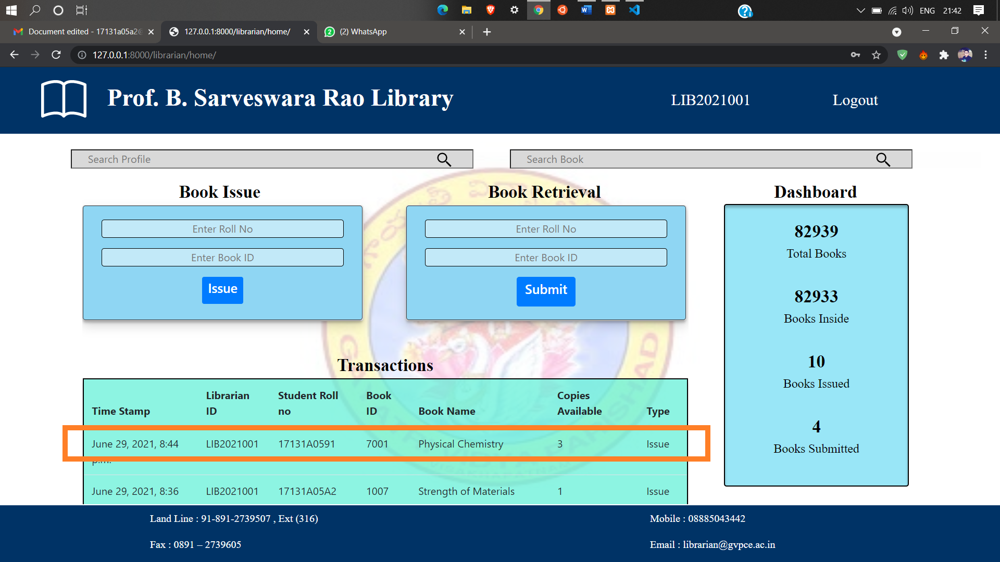 ENG 21:42
Document edited - 17131a05a2@
127.0.0.1:8000/librarian/home/
(2) WhatsApp
127.0.0.1:8000/librarian/home/
Prof. B. Sarveswara Rao Library
LIB2021001
Logout
Search Profile
Search Book
Book Issue
Book Retrieval
Dashboard
Enter Roll No
Enter Book ID
Issue
Enter Roll No
Enter Book ID
Submit
82939
Total Books
82933
Books Inside
10
Books Issued
4
Books Submitted
Transactions
Time Stamp Librarian ID Student Roll no Book ID Book Name Copies Available Type
June 29, 2021, 8:44 LIB2021001 17131A0591 7001 Physical Chemistry 3 Issue
p.m.
June 29, 2021, 8:36 LIB2021001 17131A05A2 1007 Strength of Materials 1 Issue
Land Line : 91-891-2739507 , Ext (316)
Mobile : 08885043442
Fax : 0891 – 2739605
Email : librarian@gvpce.ac.in